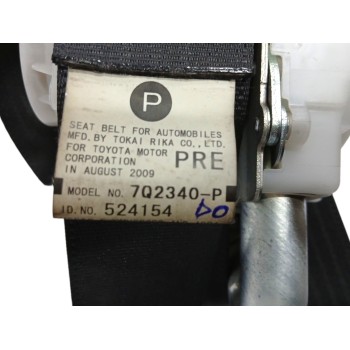 P
SEAT BELT FOR AUTOMOBILES
MFD. BY TOKAI RIKA CO., LTD.
FOR TOYOTA MOTOR
CORPORATION PRE
IN AUGUST 2009
MODEL NO. 7Q2340-P
ID. NO. 524154